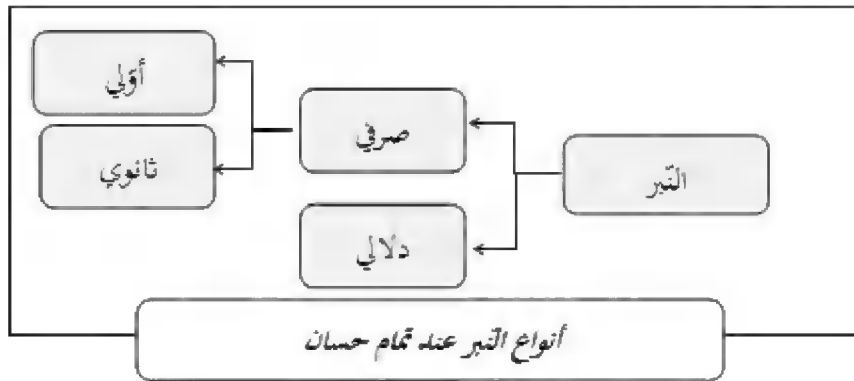 أوّلي
صرفي
ثانوي
النّبر
دلالي
أنواع النّبر عند تمام حسان